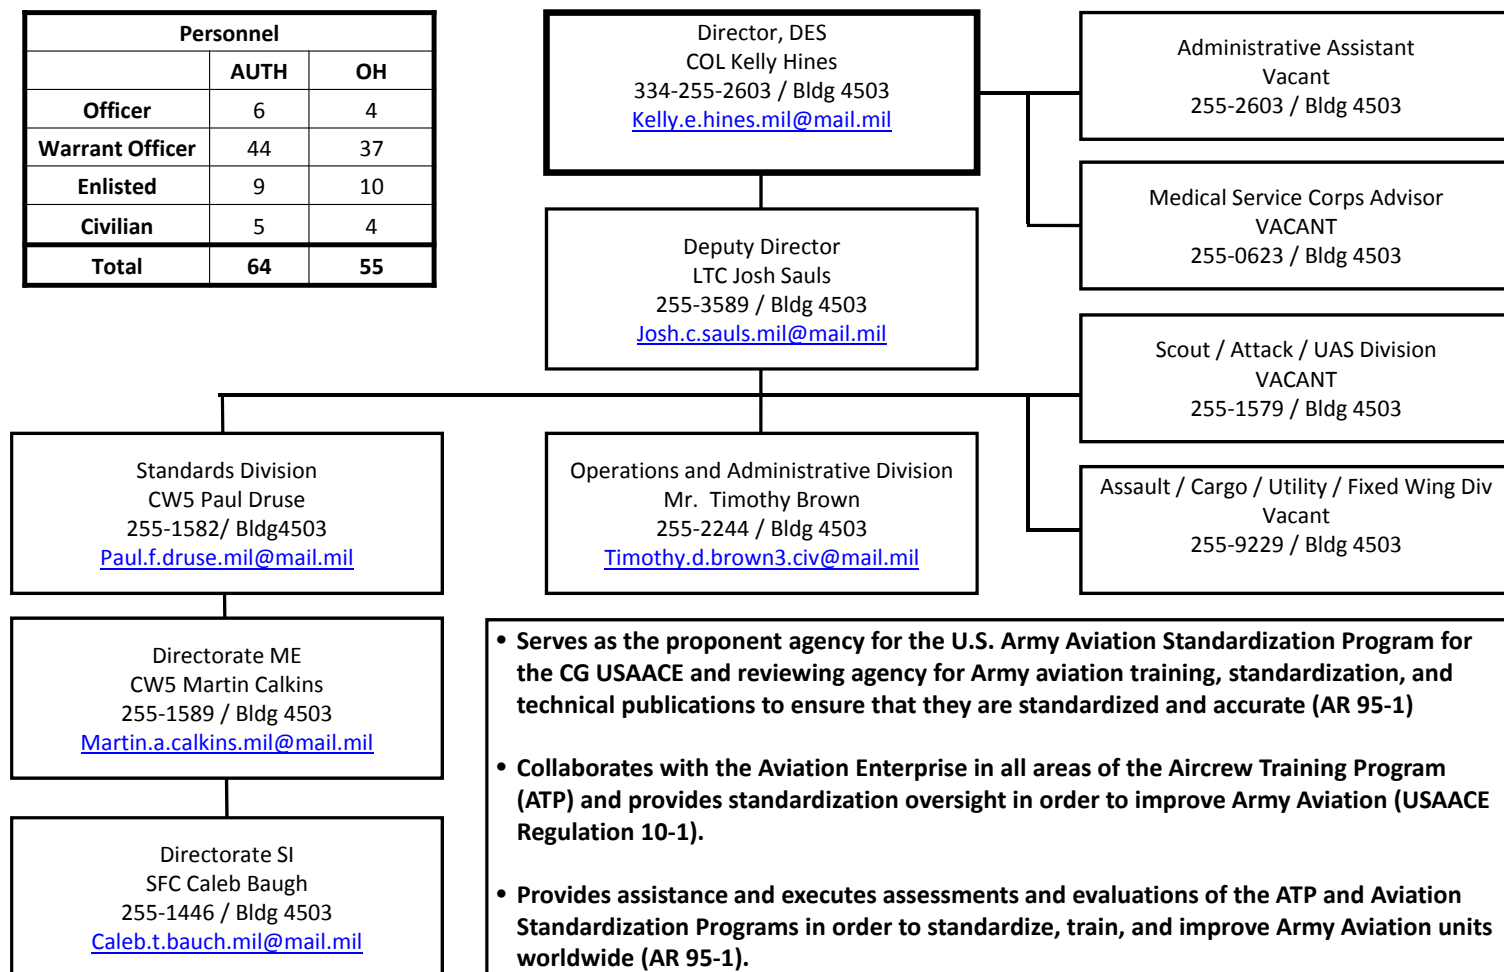 Personnel
AUTH OH
Officer 6 4
Warrant Officer 44 37
Enlisted 9 10
Civilian 5 4
Total 64 55
Director, DES
COL Kelly Hines
334-255-2603 / Bldg 4503
Kelly.e.hines.mil@mail.mil
Administrative Assistant
Vacant
255-2603 / Bldg 4503
Medical Service Corps Advisor
VACANT
255-0623 / Bldg 4503
Deputy Director
LTC Josh Sauls
255-3589 / Bldg 4503
Josh.c.sauls.mil@mail.mil
Scout / Attack / UAS Division
VACANT
255-1579 / Bldg 4503
Standards Division
CW5 Paul Druse
255-1582/ Bldg4503
Paul.f.druse.mil@mail.mil
Operations and Administrative Division
Mr.  Timothy Brown
255-2244 / Bldg 4503
Timothy.d.brown3.civ@mail.mil
Assault / Cargo / Utility / Fixed Wing Div
Vacant
255-9229 / Bldg 4503
Directorate ME
CW5 Martin Calkins
255-1589 / Bldg 4503
Martin.a.calkins.mil@mail.mil
Directorate SI
SFC Caleb Baugh
255-1446 / Bldg 4503
Caleb.t.bauch.mil@mail.mil
• Serves as the proponent agency for the U.S. Army Aviation Standardization Program for
the CG USAACE and reviewing agency for Army aviation training, standardization, and
technical publications to ensure that they are standardized and accurate (AR 95-1)
• Collaborates with the Aviation Enterprise in all areas of the Aircrew Training Program
(ATP) and provides standardization oversight in order to improve Army Aviation (USAACE
Regulation 10-1).
• Provides assistance and executes assessments and evaluations of the ATP and Aviation
Standardization Programs in order to standardize, train, and improve Army Aviation units
worldwide (AR 95-1).